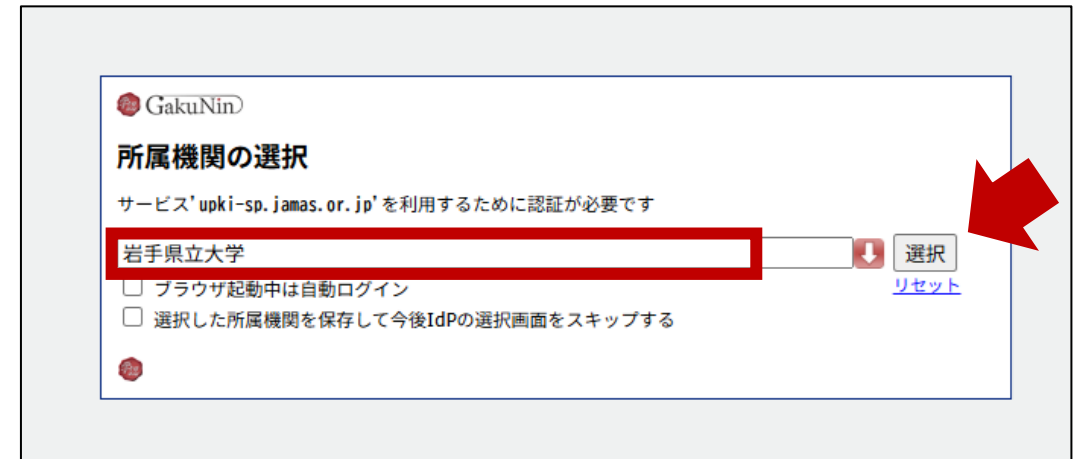 GakuNin
所属機関の選択
サービス'upki-sp.jamas.or.jp'を利用するために認証が必要です
岩手県立大学
選択
ブラウザ起動中は自動ログイン
リセット
選択した所属機関を保存して今後IdPの選択画面をスキップする